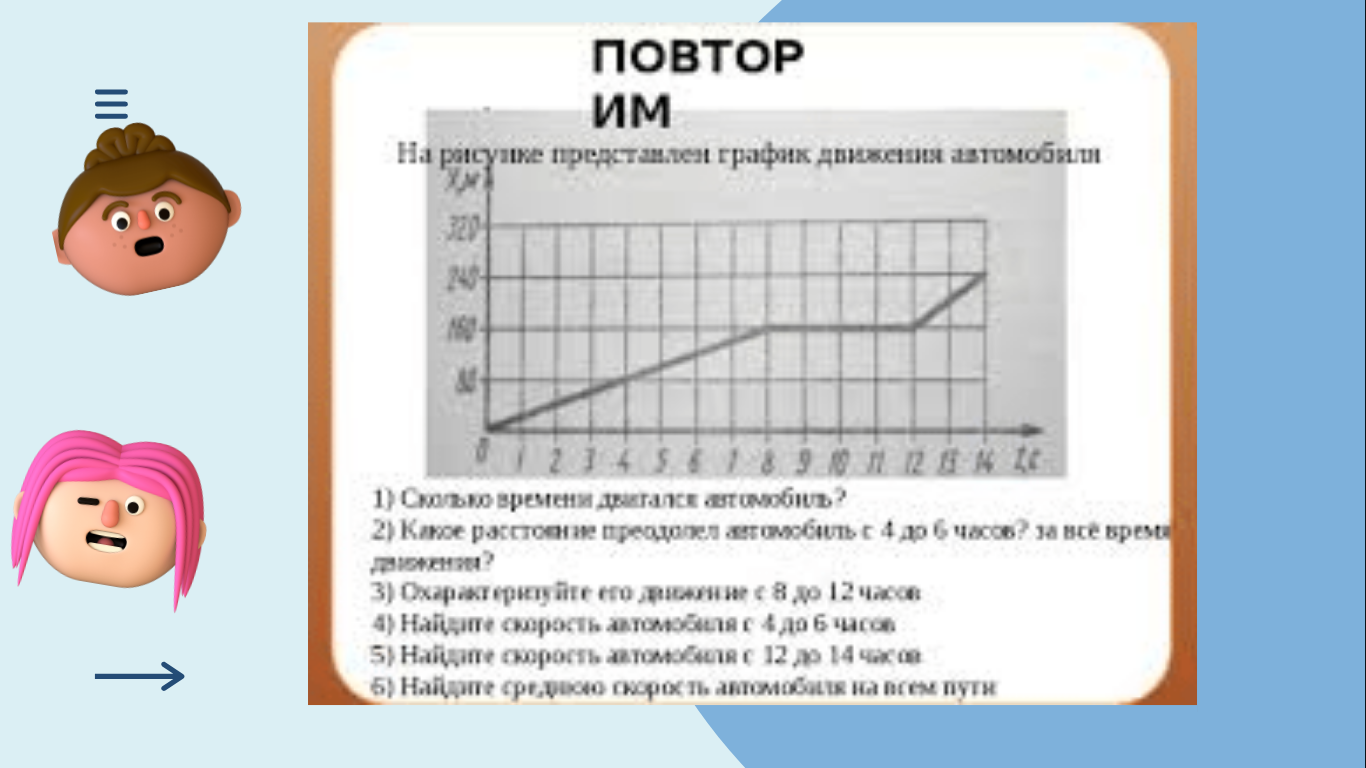 ПОВТОР
ИМ
На рисунке представлен график движения автомобиля
X,м
320
240
160
80
0 1 2 3 4 5 6 7 8 9 10 11 12 13 14 t,c
1) Сколько времени двигался автомобиль?
2) Какое расстояние преодолел автомобиль с 4 до 6 часов? за всё время
движения?
3) Охарактеризуйте его движение с 8 до 12 часов
4) Найдите скорость автомобиля с 4 до 6 часов
5) Найдите скорость автомобиля с 12 до 14 часов
6) Найдите среднюю скорость автомобиля на всем пути